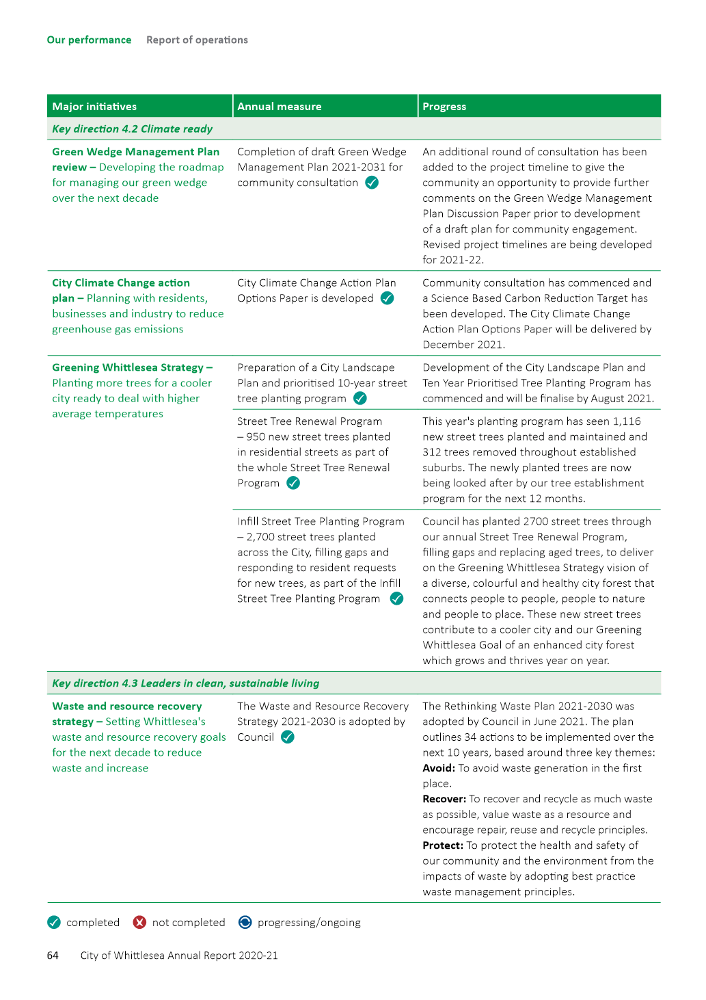 Our performance Report of operations
Major initiatives Annual measure Progress
Key direction 4.2 Climate ready
Green Wedge Management Plan
review – Developing the roadmap
for managing our green wedge
over the next decade
Completion of draft Green Wedge
Management Plan 2021-2031 for
community consultation
An additional round of consultation has been
added to the project timeline to give the
community an opportunity to provide further
comments on the Green Wedge Management
Plan Discussion Paper prior to development
of a draft plan for community engagement.
Revised project timelines are being developed
for 2021-22.
City Climate Change action
plan – Planning with residents,
businesses and industry to reduce
greenhouse gas emissions
City Climate Change Action Plan
Options Paper is developed
Community consultation has commenced and
a Science Based Carbon Reduction Target has
been developed. The City Climate Change
Action Plan Options Paper will be delivered by
December 2021.
Greening Whittlesea Strategy –
Planting more trees for a cooler
city ready to deal with higher
average temperatures
Preparation of a City Landscape
Plan and prioritised 10-year street
tree planting program
Development of the City Landscape Plan and
Ten Year Prioritised Tree Planting Program has
commenced and will be finalise by August 2021.
Street Tree Renewal Program
– 950 new street trees planted
in residential streets as part of
the whole Street Tree Renewal
Program
This year's planting program has seen 1,116
new street trees planted and maintained and
312 trees removed throughout established
suburbs. The newly planted trees are now
being looked after by our tree establishment
program for the next 12 months.
Infill Street Tree Planting Program
– 2,700 street trees planted
across the City, filling gaps and
responding to resident requests
for new trees, as part of the Infill
Street Tree Planting Program
Council has planted 2700 street trees through
our annual Street Tree Renewal Program,
filling gaps and replacing aged trees, to deliver
on the Greening Whittlesea Strategy vision of
a diverse, colourful and healthy city forest that
connects people to people, people to nature
and people to place. These new street trees
contribute to a cooler city and our Greening
Whittlesea Goal of an enhanced city forest
which grows and thrives year on year.
Key direction 4.3 Leaders in clean, sustainable living
Waste and resource recovery
strategy – Setting Whittlesea's
waste and resource recovery goals
for the next decade to reduce
waste and increase
The Waste and Resource Recovery
Strategy 2021-2030 is adopted by
Council
The Rethinking Waste Plan 2021-2030 was
adopted by Council in June 2021. The plan
outlines 34 actions to be implemented over the
next 10 years, based around three key themes:
Avoid: To avoid waste generation in the first
place.
Recover: To recover and recycle as much waste
as possible, value waste as a resource and
encourage repair, reuse and recycle principles.
Protect: To protect the health and safety of
our community and the environment from the
impacts of waste by adopting best practice
waste management principles.
completed not completed progressing/ongoing
64 City of Whittlesea Annual Report 2020-21